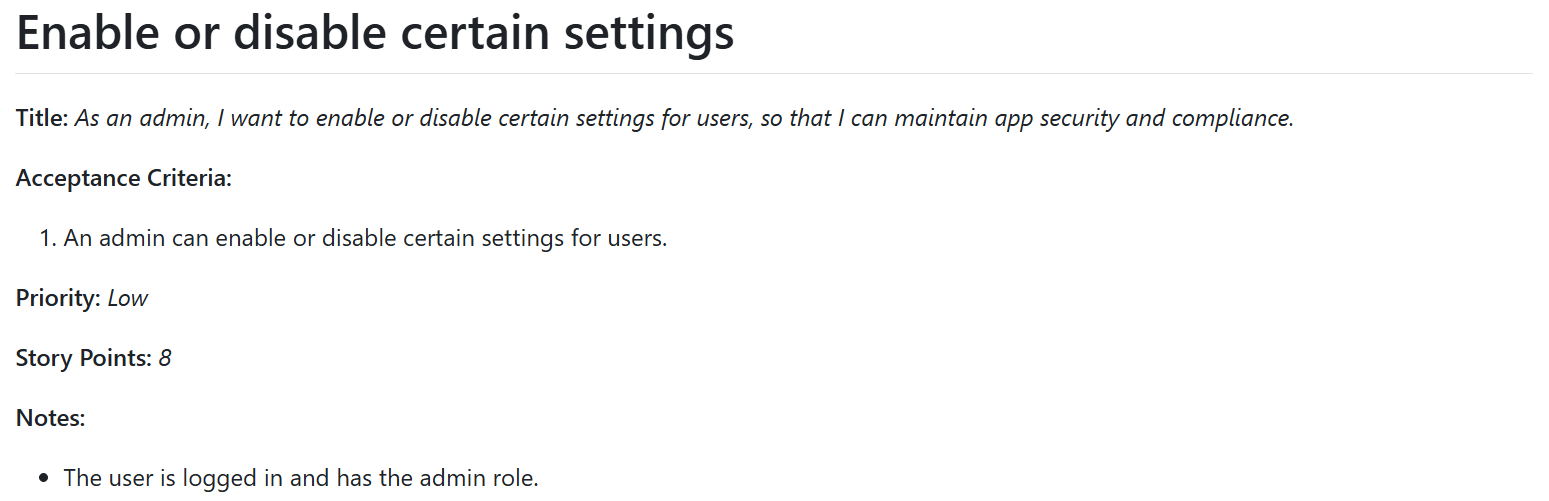 Enable or disable certain settings
Title: As an admin, I want to enable or disable certain settings for users, so that I can maintain app security and compliance.
Acceptance Criteria:
1. An admin can enable or disable certain settings for users.
Priority: Low
Story Points: 8
Notes:
• The user is logged in and has the admin role.